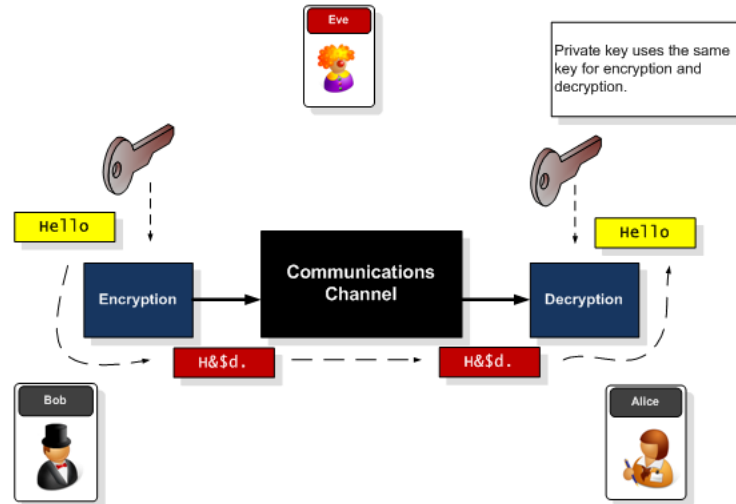 Eve
Private key uses the same
key for encryption and
decryption.
Hello
Hello
Encryption
Communications
Channel
Decryption
H&$d.
H&$d.
Bob
Alice